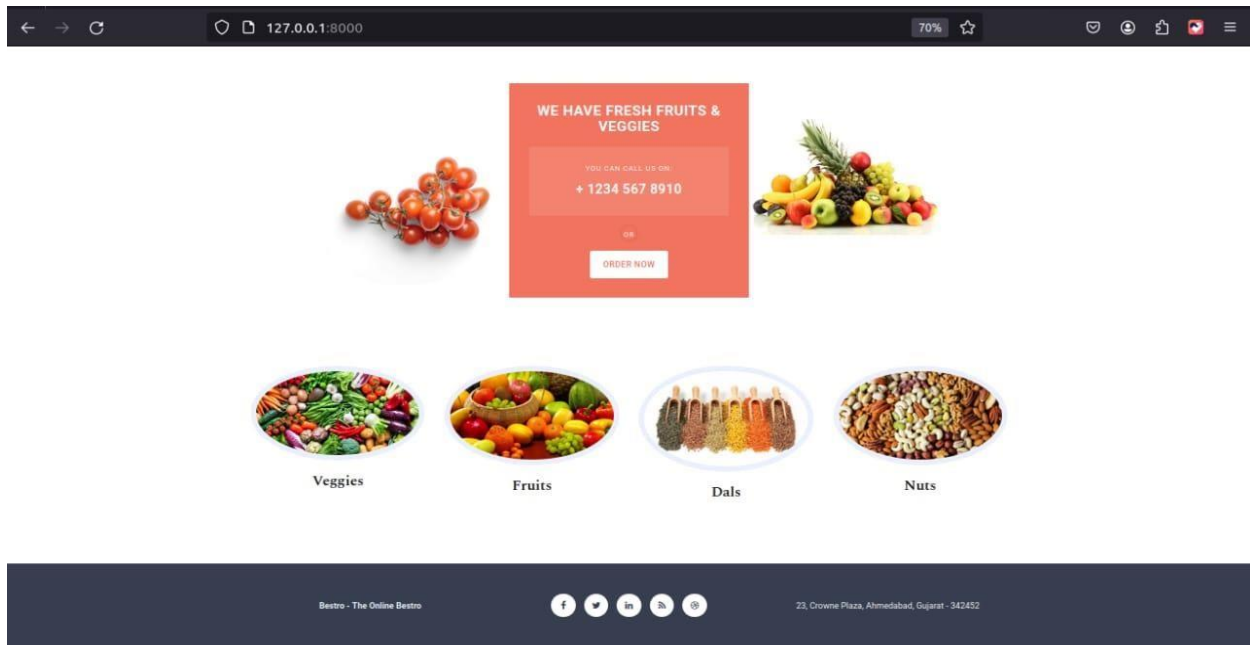 127.0.0.1:8000
70%
WE HAVE FRESH FRUITS &
VEGGIES
YOU CAN CALL US ON:
+ 1234 567 8910
OR
ORDER NOW
Veggies
Fruits
Dals
Nuts
Bestro - The Online Bestro
23, Crowne Plaza, Ahmedabad, Gujarat - 342452